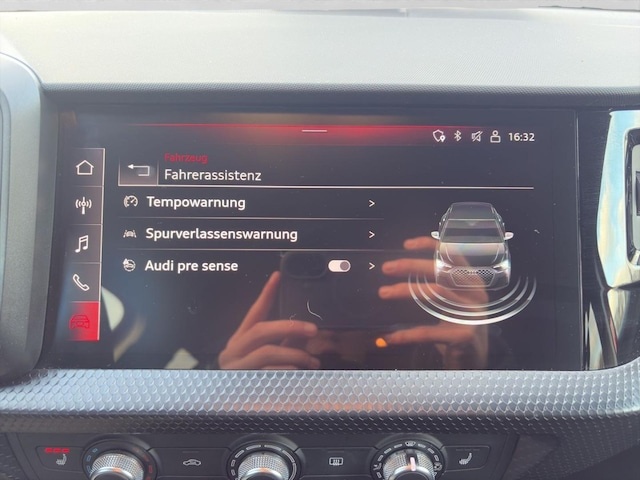 16:32
Fahrzeug
Fahrerassistenz
Tempowarnung >
Spurverlassenswarnung >
Audi pre sense >